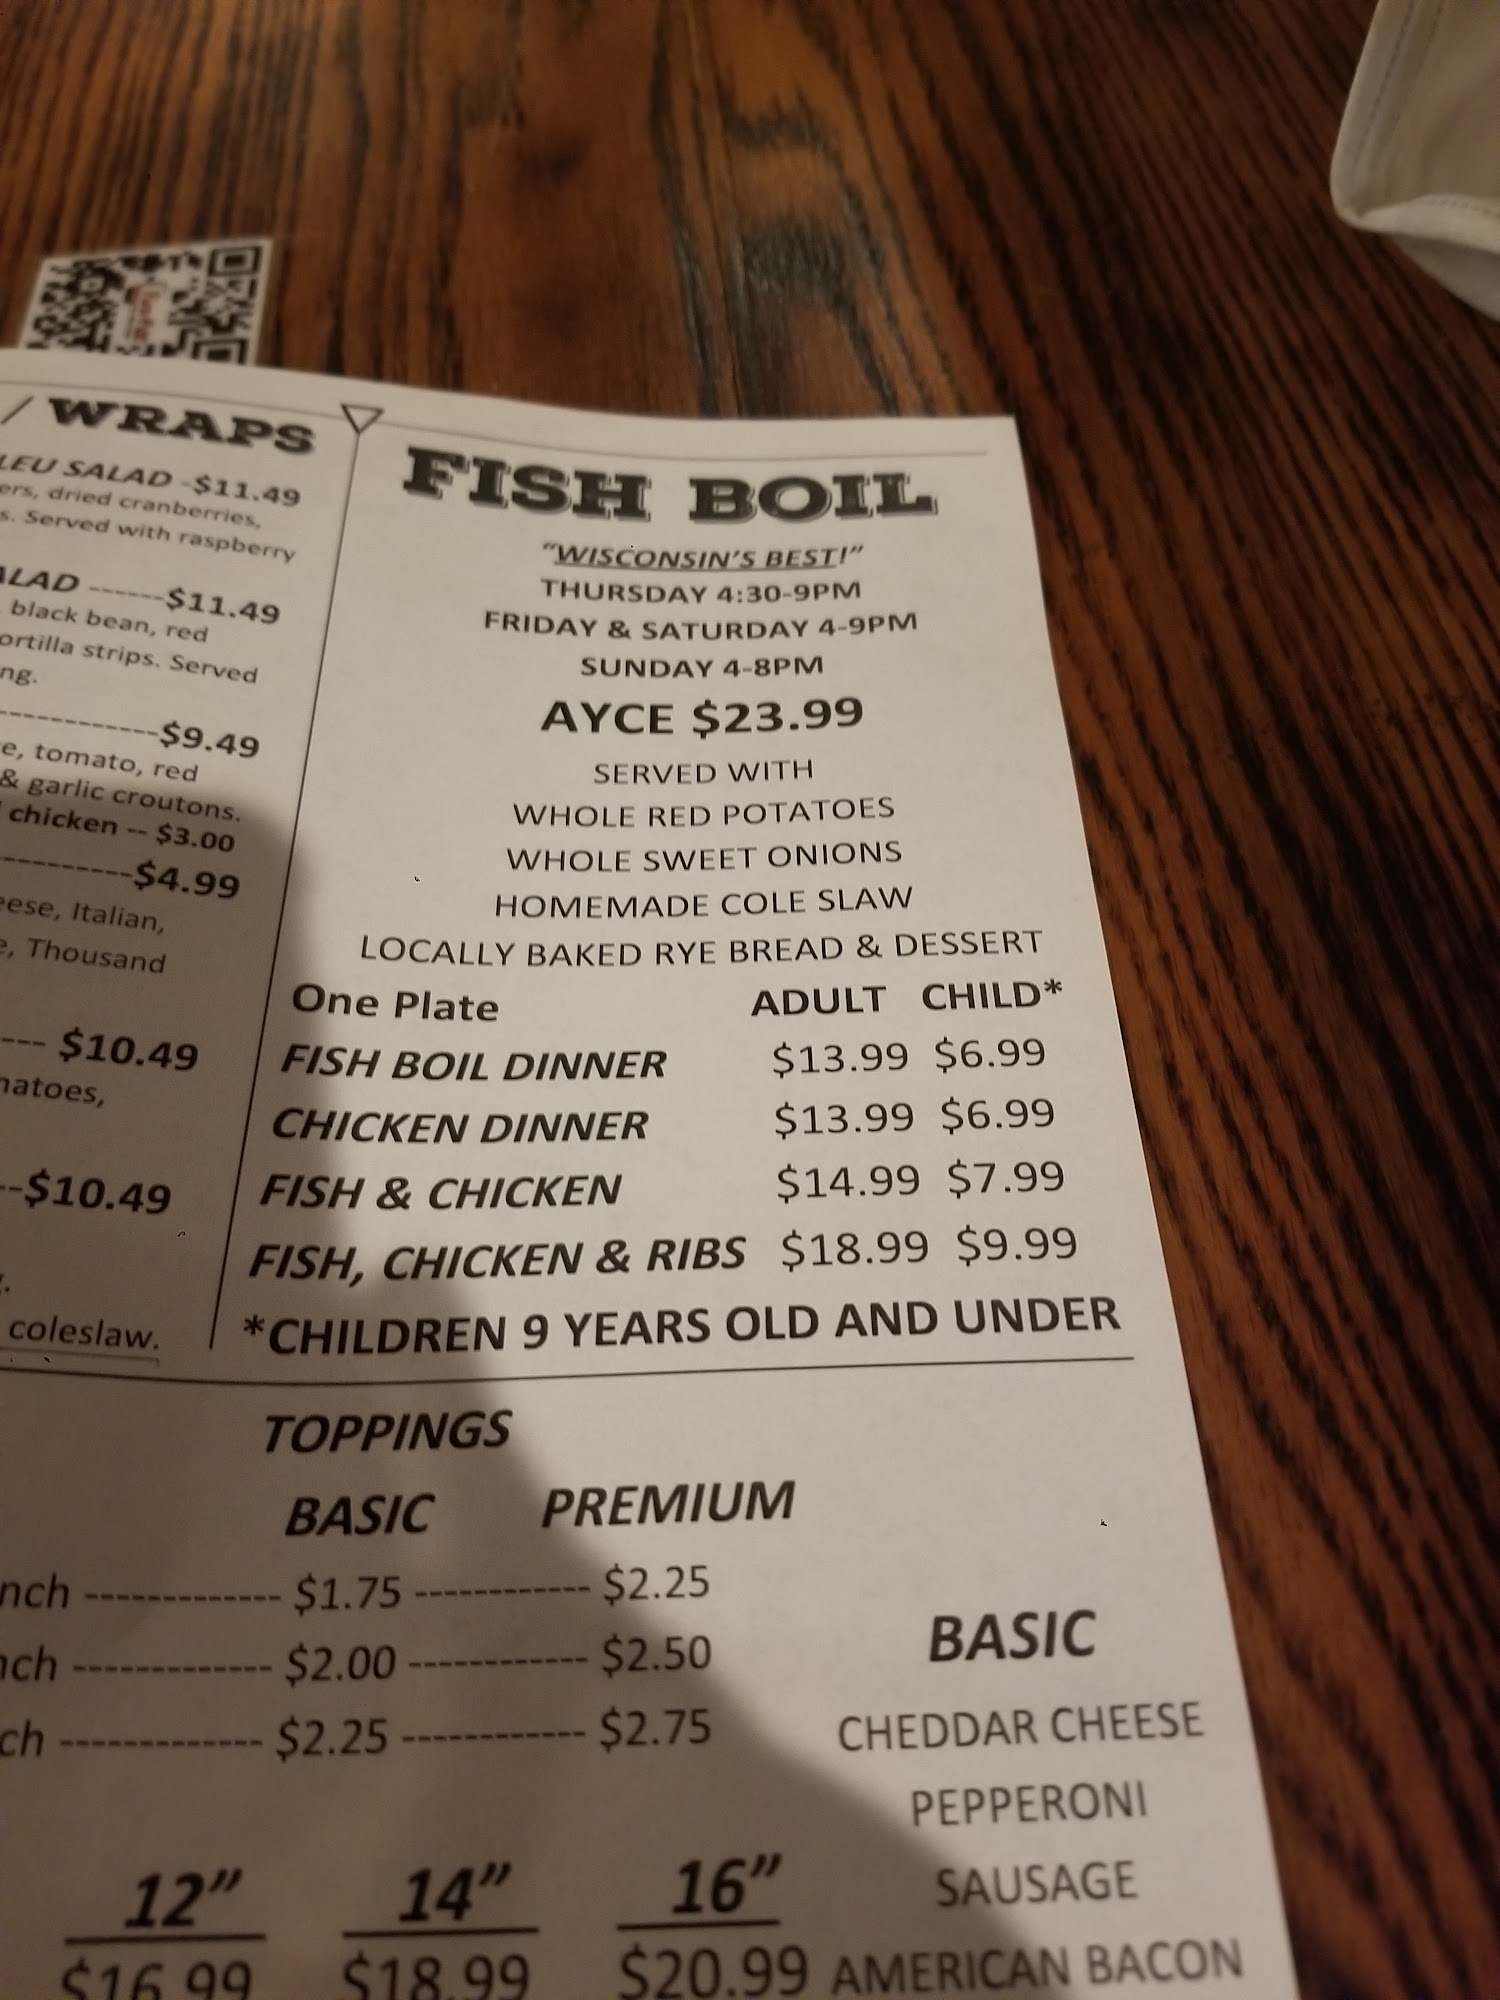 / WRAPS
LEU SALAD -$11.49
ers, dried cranberries,
s. Served with raspberry
ALAD ------$11.49
black bean, red
ortilla strips. Served
ng.
------------$9.49
e, tomato, red
& garlic croutons.
chicken -- $3.00
---------$4.99
eese, Italian,
e, Thousand
--- $10.49
matoes,
--$10.49
coleslaw.
FISH BOIL
"WISCONSIN'S BEST!"
THURSDAY 4:30-9PM
FRIDAY & SATURDAY 4-9PM
SUNDAY 4-8PM
AYCE $23.99
SERVED WITH
WHOLE RED POTATOES
WHOLE SWEET ONIONS
HOMEMADE COLE SLAW
LOCALLY BAKED RYE BREAD & DESSERT
One Plate ADULT CHILD*
FISH BOIL DINNER $13.99 $6.99
CHICKEN DINNER $13.99 $6.99
FISH & CHICKEN $14.99 $7.99
FISH, CHICKEN & RIBS $18.99 $9.99
*CHILDREN 9 YEARS OLD AND UNDER
TOPPINGS
BASIC PREMIUM
nch ------------- $1.75 ------------ $2.25
nch ------------- $2.00 ------------ $2.50
ch ------------- $2.25 ------------ $2.75
12" 14" 16"
$16.99 $18.99 $20.99
BASIC
CHEDDAR CHEESE
PEPPERONI
SAUSAGE
AMERICAN BACON